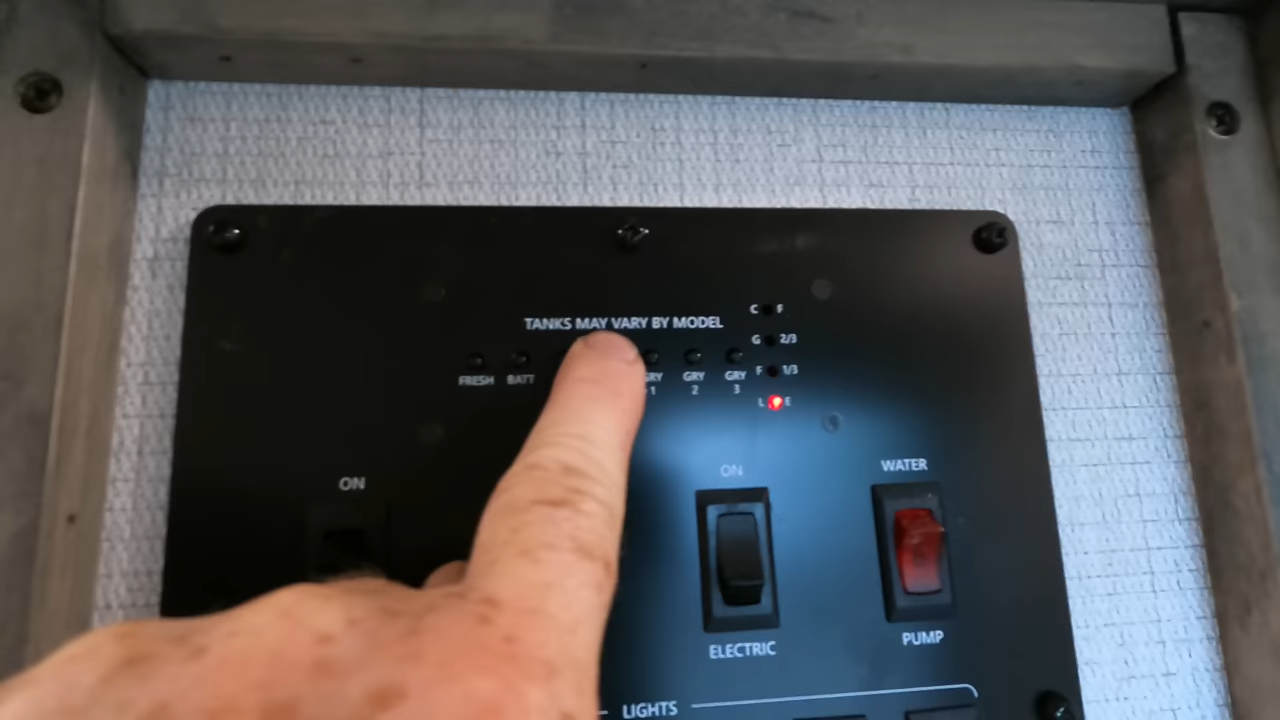 TANKS MAY VARY BY MODEL
C F
G 2/3
F 1/3
L E
FRESH BATT GRY 1 GRY 2 GRY 3
ON
ON
WATER
ELECTRIC
PUMP
LIGHTS